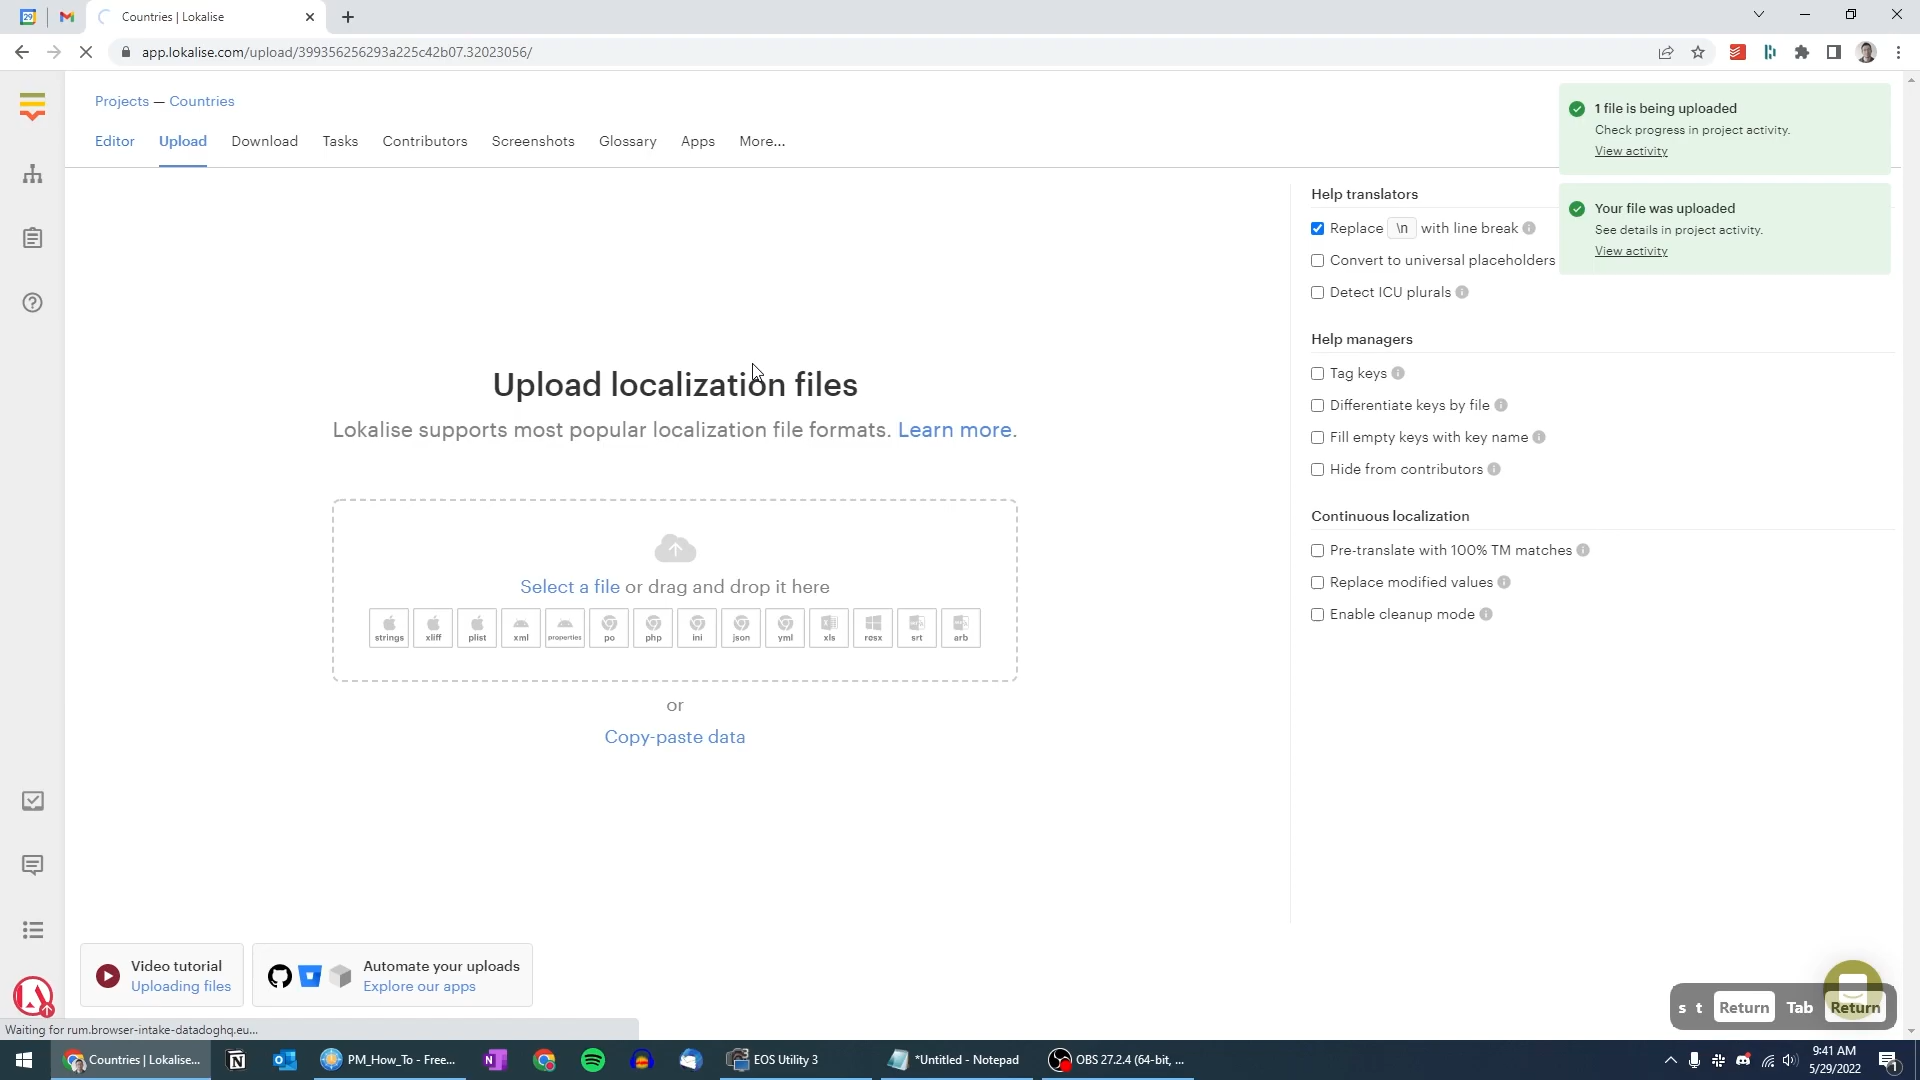 29
Countries | Lokalise
app.lokalise.com/upload/399356256293a225c42b07.32023056/
Projects — Countries
Editor Upload Download Tasks Contributors Screenshots Glossary Apps More...
1 file is being uploaded
Check progress in project activity.
View activity
Your file was uploaded
See details in project activity.
View activity
Help translators
Replace \n with line break
Convert to universal placeholders
Detect ICU plurals
Help managers
Tag keys
Differentiate keys by file
Fill empty keys with key name
Hide from contributors
Continuous localization
Pre-translate with 100% TM matches
Replace modified values
Enable cleanup mode
Upload localization files
Lokalise supports most popular localization file formats. Learn more.
Select a file or drag and drop it here
strings xliff plist xml properties po php ini json yml xls resx srt arb
or
Copy-paste data
Video tutorial
Uploading files
Automate your uploads
Explore our apps
s t Return Tab Return
Waiting for rum.browser-intake-datadoghq.eu...
Countries | Lokalise...
PM_How_To - Free...
EOS Utility 3
*Untitled - Notepad
OBS 27.2.4 (64-bit, ...
9:41 AM
5/29/2022
1